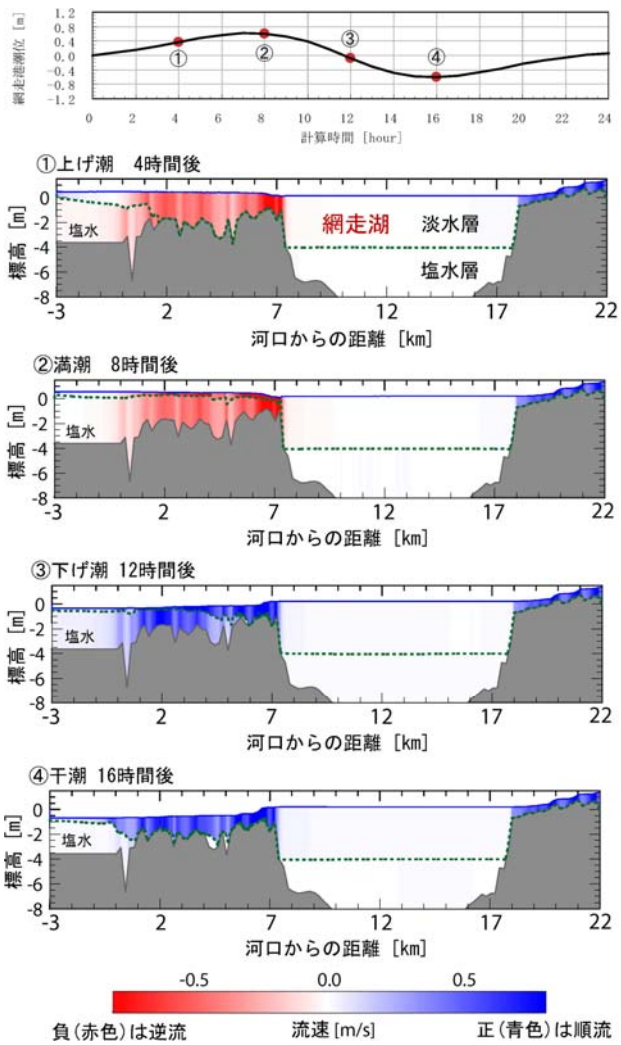 網走港潮位 [m]
1.2
0.8
0.4
0.0
-0.4
-0.8
-1.2
① ② ③ ④
0 2 4 6 8 10 12 14 16 18 20 22 24
計算時間 [hour]
①上げ潮 4時間後
標高 [m]
0
-2
-4
-6
-8
塩水
網走湖 淡水層
塩水層
-3 2 7 12 17 22
河口からの距離 [km]
②満潮 8時間後
標高 [m]
0
-2
-4
-6
-8
塩水
-3 2 7 12 17 22
河口からの距離 [km]
③下げ潮 12時間後
標高 [m]
0
-2
-4
-6
-8
塩水
-3 2 7 12 17 22
河口からの距離 [km]
④干潮 16時間後
標高 [m]
0
-2
-4
-6
-8
塩水
-3 2 7 12 17 22
河口からの距離 [km]
-0.5 0.0 0.5
負(赤色)は逆流 流速[m/s] 正(青色)は順流